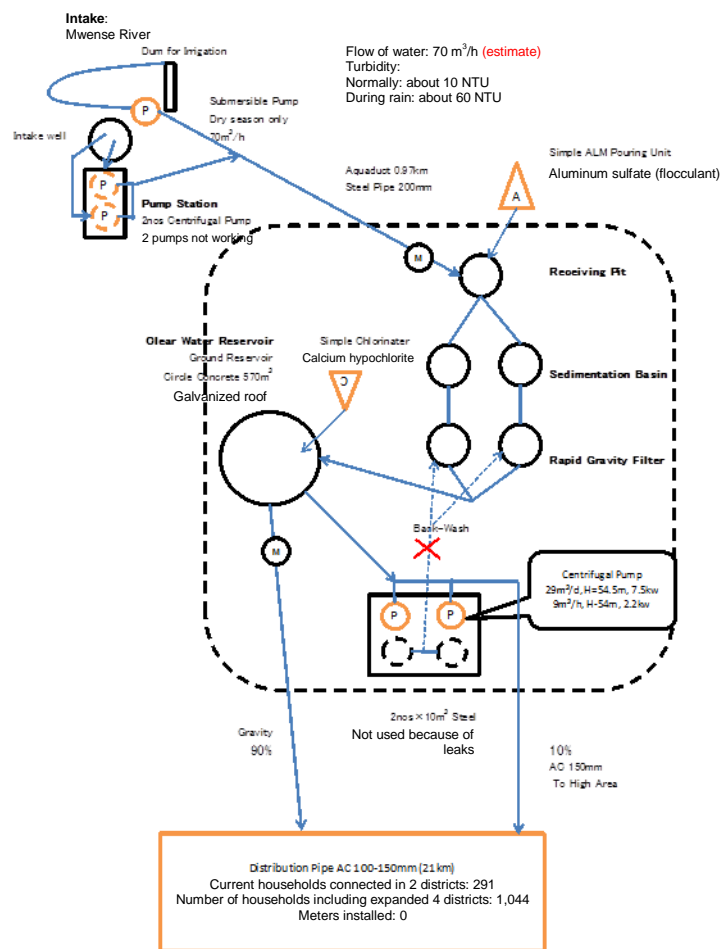 Intake:
Mwense River
Dum for Irrigation
Flow of water: 70 m³/h (estimate)
Turbidity:
Normally: about 10 NTU
During rain: about 60 NTU
P
Submersible Pump
Dry season only
70m³/h
Intake well
P
P
Simple ALM Pouring Unit
Aluminum sulfate (flocculant)
A
Aquaduct 0.97km
Steel Pipe 200mm
Pump Station
2nos Centrifugal Pump
2 pumps not working
M
Receiving Pit
Olear Water Reservoir
Ground Reservoir
Circle Concrete 570m³
Galvanized roof
Simple Chlorinater
Calcium hypochlorite
Sedimentation Basin
Rapid Gravity Filter
Back-Wash
M
Centrifugal Pump
29m³/d, H=54.5m, 7.5kw
9m³/h, H-54m, 2.2kw
P
P
2nos×10m³ Steel
Not used because of
leaks
Gravity
90%
10%
AC 150mm
To High Area
Distribution Pipe AC 100-150mm (21km)
Current households connected in 2 districts: 291
Number of households including expanded 4 districts: 1,044
Meters installed: 0